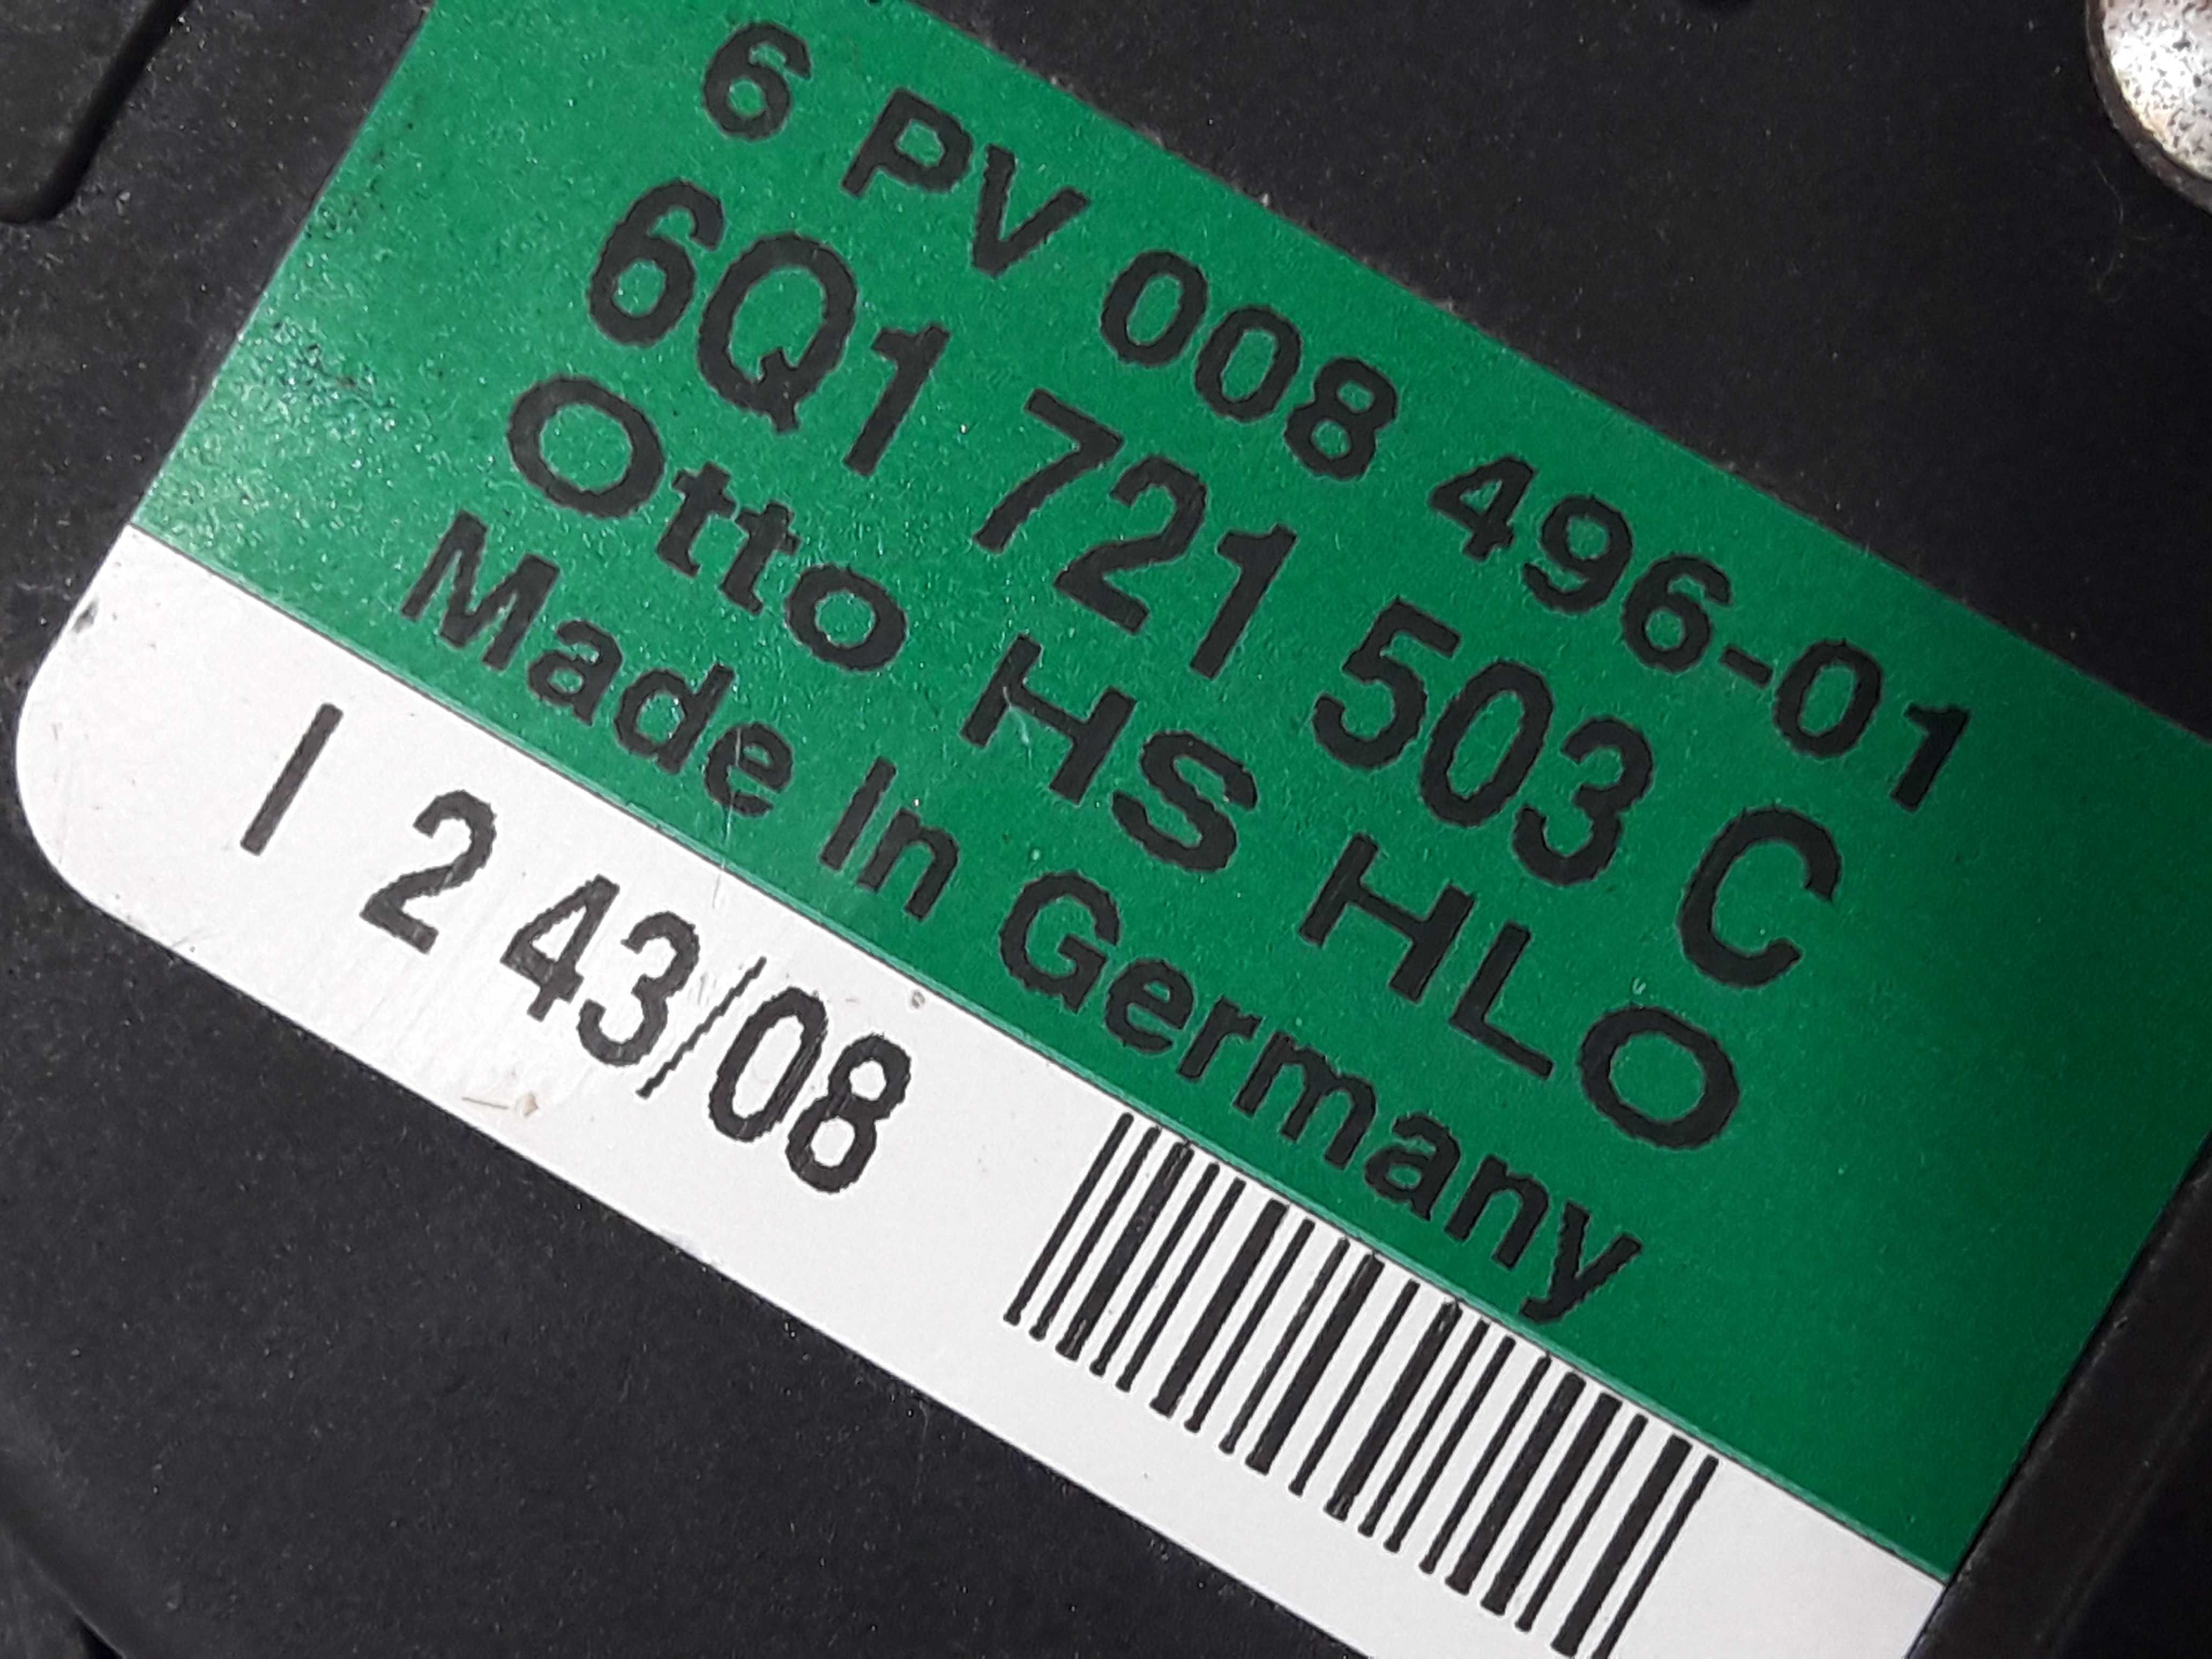 6 PV 008 496-01
6Q1 721 503 C
Otto HS HLO
Made In Germany
I 2 43/08